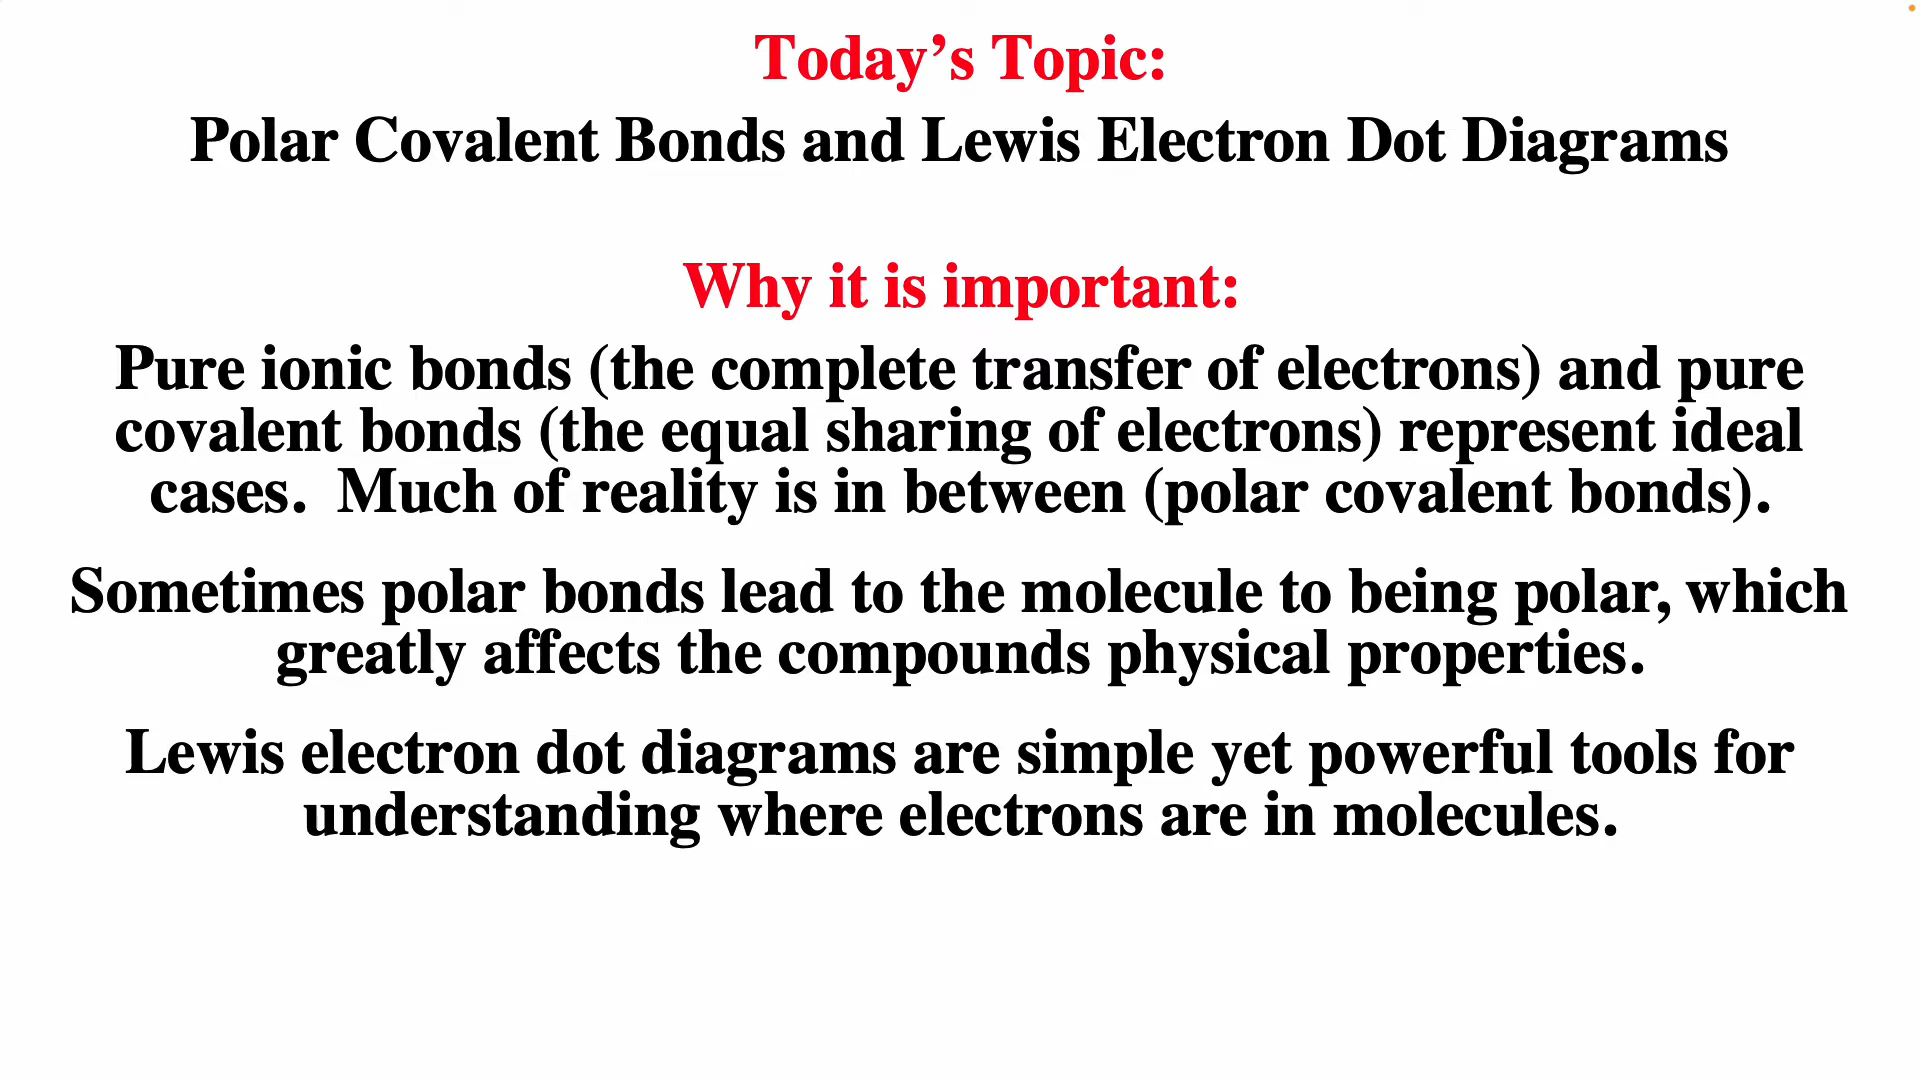 Today’s Topic:
Polar Covalent Bonds and Lewis Electron Dot Diagrams
Why it is important:
Pure ionic bonds (the complete transfer of electrons) and pure
covalent bonds (the equal sharing of electrons) represent ideal
cases.  Much of reality is in between (polar covalent bonds).
Sometimes polar bonds lead to the molecule to being polar, which
greatly affects the compounds physical properties.
Lewis electron dot diagrams are simple yet powerful tools for
understanding where electrons are in molecules.